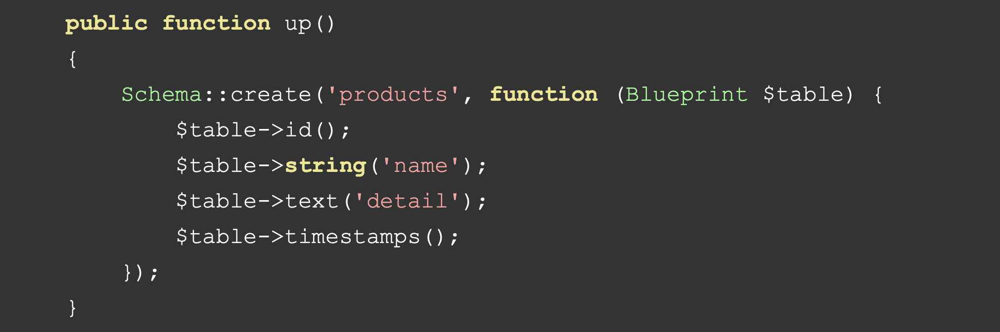 public function up()
{
    Schema::create('products', function (Blueprint $table) {
        $table->id();
        $table->string('name');
        $table->text('detail');
        $table->timestamps();
    });
}